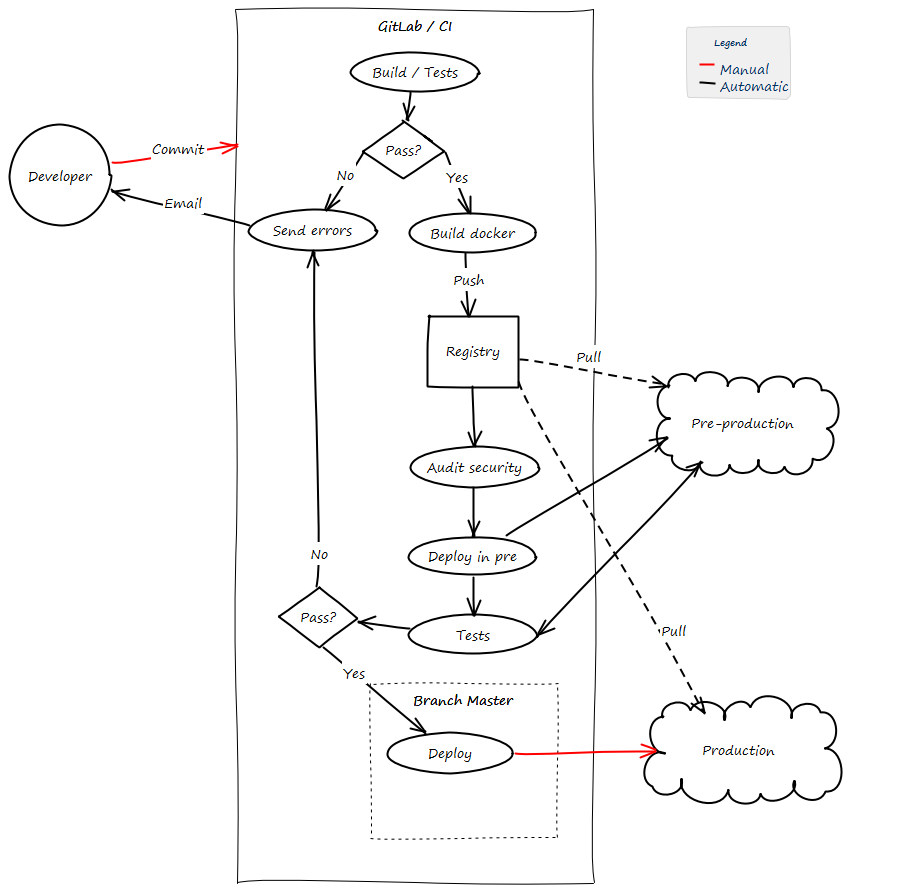 GitLab / CI
Legend
Manual
Automatic
Build / Tests
Pass?
Commit
Developer
No
Yes
Email
Send errors
Build docker
Push
Registry
Pull
Pre-production
Audit security
Deploy in pre
No
Pass?
Tests
Pull
Yes
Branch Master
Deploy
Production